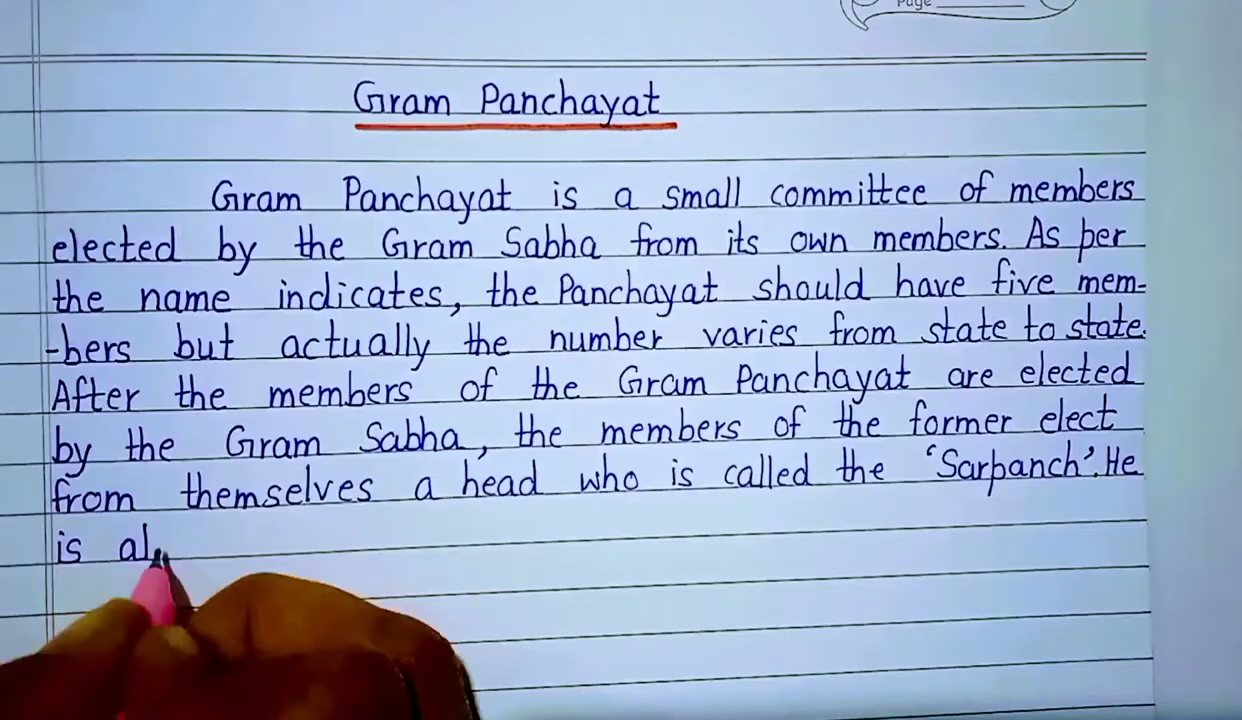 Page
Gram Panchayat
Gram Panchayat is a small committee of members
elected by the Gram Sabha from its own members. As per
the name indicates, the Panchayat should have five mem-
-bers but actually the number varies from state to state.
After the members of the Gram Panchayat are elected
by the Gram Sabha, the members of the former elect
from themselves a head who is called the 'Sarpanch'. He
is al